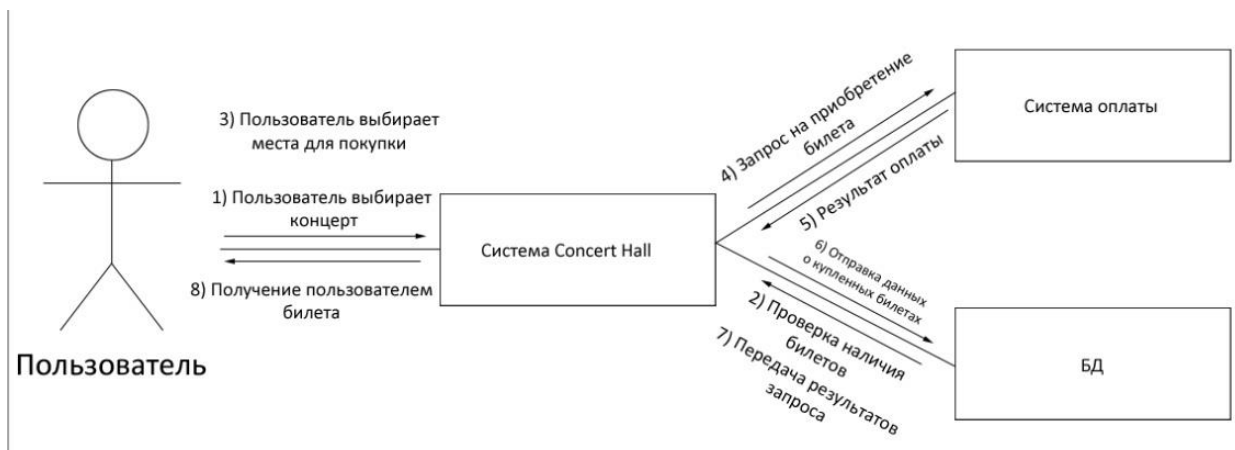 3) Пользователь выбирает
места для покупки
1) Пользователь выбирает
концерт
8) Получение пользователем
билета
Пользователь
Система Concert Hall
4) Запрос на приобретение
билета
5) Результат оплаты
Система оплаты
6) Отправка данных
о купленных билетах
2) Проверка наличия
билетов
7) Передача результатов
запроса
БД